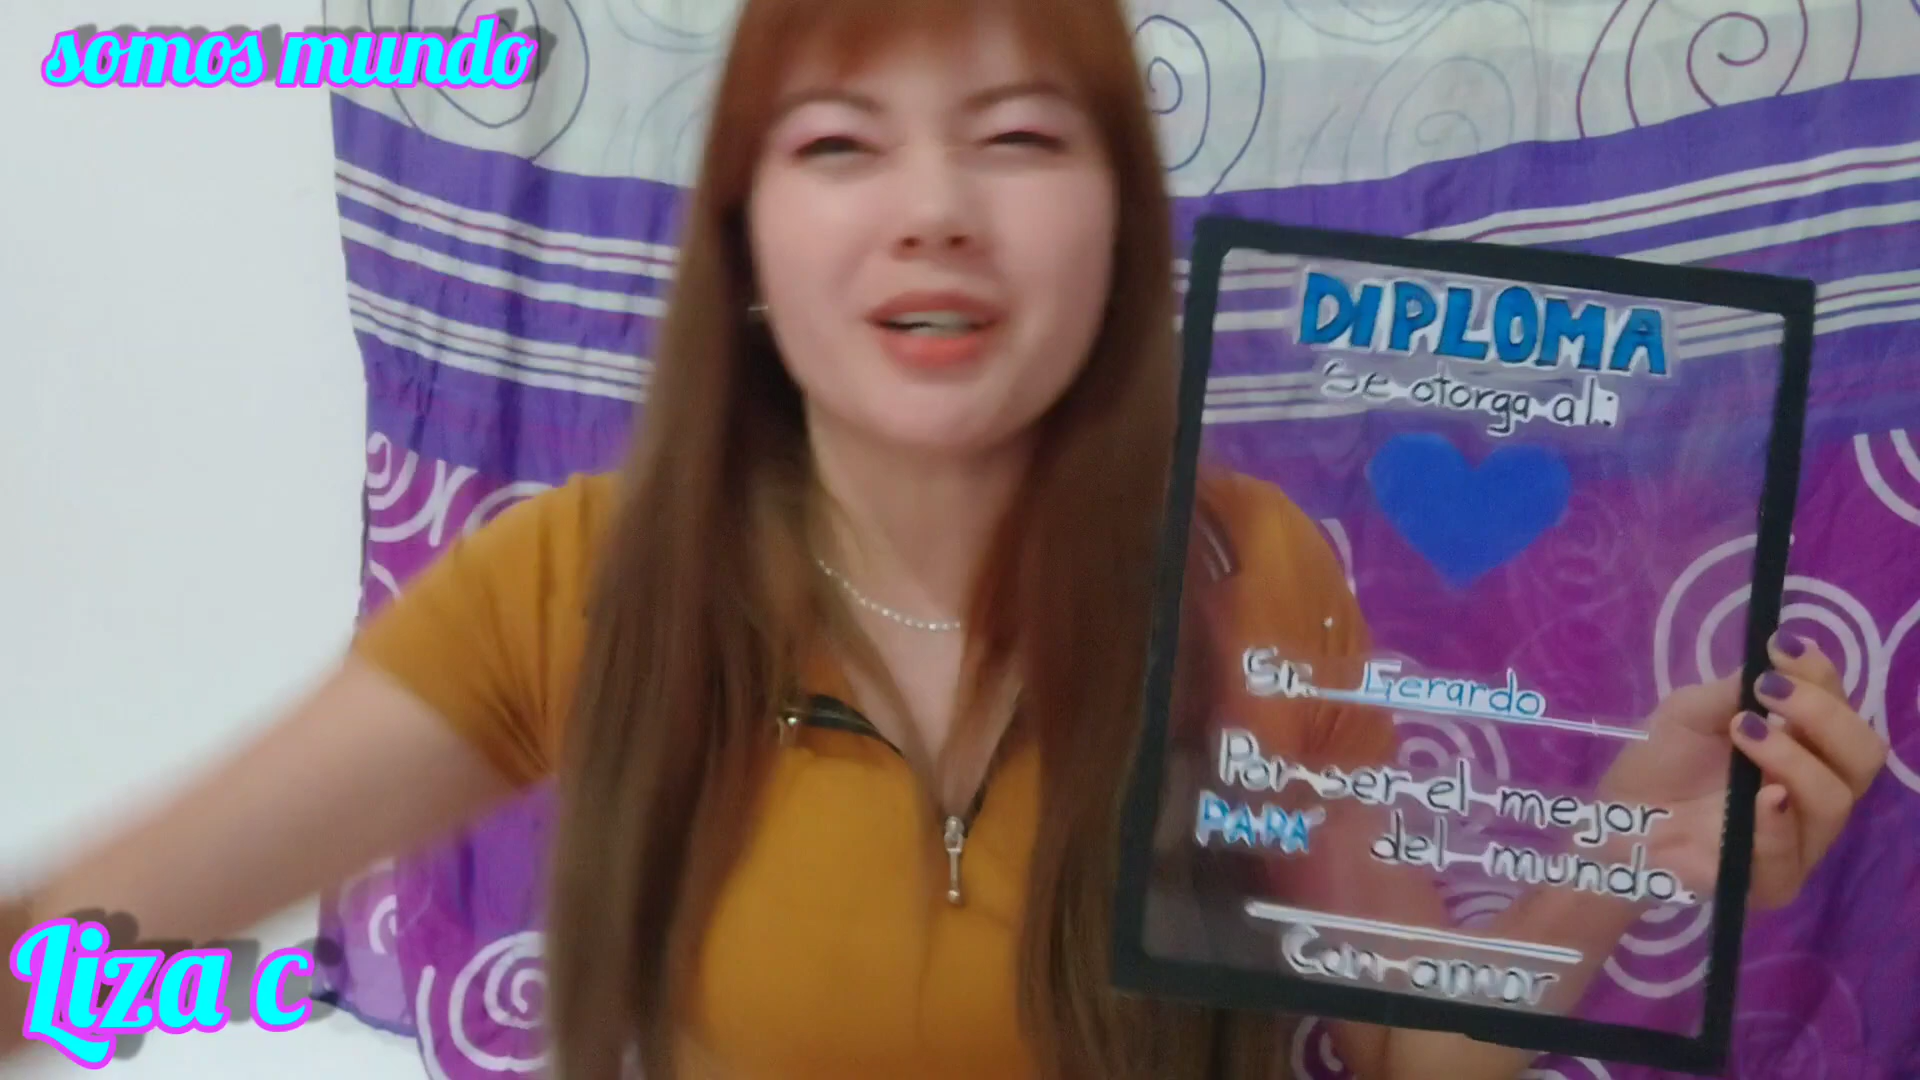 somos mundo
DIPLOMA
se otorga al:
Sr. Gerardo
Por ser el mejor
PAPA del mundo.
Con amor
Liza c